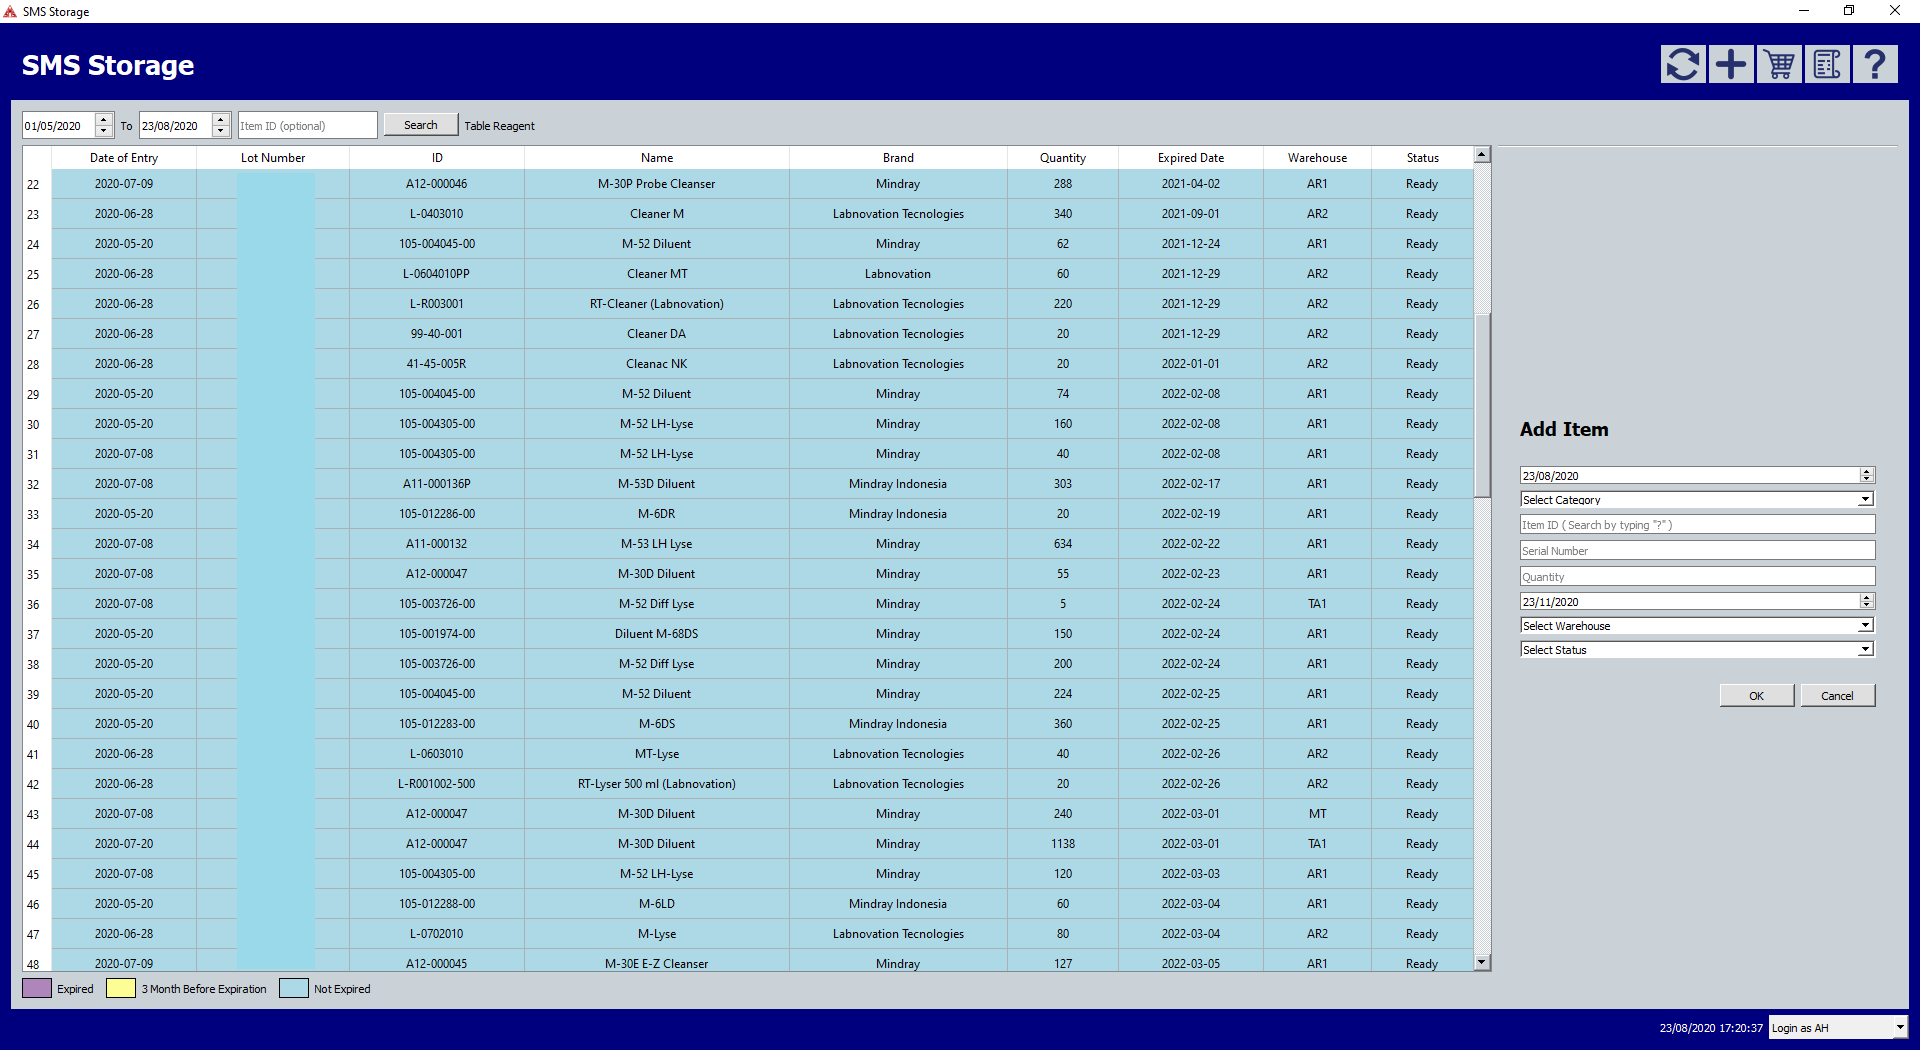 SMS Storage
SMS Storage
01/05/2020 To 23/08/2020 Item ID (optional) Search Table Reagent
Date of Entry Lot Number ID Name Brand Quantity Expired Date Warehouse Status
22 2020-07-09 A12-000046 M-30P Probe Cleanser Mindray 288 2021-04-02 AR1 Ready
23 2020-06-28 L-0403010 Cleaner M Labnovation Tecnologies 340 2021-09-01 AR2 Ready
24 2020-05-20 105-004045-00 M-52 Diluent Mindray 62 2021-12-24 AR1 Ready
25 2020-06-28 L-0604010PP Cleaner MT Labnovation 60 2021-12-29 AR2 Ready
26 2020-06-28 L-R003001 RT-Cleaner (Labnovation) Labnovation Tecnologies 220 2021-12-29 AR2 Ready
27 2020-06-28 99-40-001 Cleaner DA Labnovation Tecnologies 20 2021-12-29 AR2 Ready
28 2020-06-28 41-45-005R Cleanac NK Labnovation Tecnologies 20 2022-01-01 AR2 Ready
29 2020-05-20 105-004045-00 M-52 Diluent Mindray 74 2022-02-08 AR1 Ready
30 2020-05-20 105-004305-00 M-52 LH-Lyse Mindray 160 2022-02-08 AR1 Ready
31 2020-07-08 105-004305-00 M-52 LH-Lyse Mindray 40 2022-02-08 AR1 Ready
32 2020-07-08 A11-000136P M-53D Diluent Mindray Indonesia 303 2022-02-17 AR1 Ready
33 2020-05-20 105-012286-00 M-6DR Mindray Indonesia 20 2022-02-19 AR1 Ready
34 2020-07-08 A11-000132 M-53 LH Lyse Mindray 634 2022-02-22 AR1 Ready
35 2020-07-08 A12-000047 M-30D Diluent Mindray 55 2022-02-23 AR1 Ready
36 2020-07-08 105-003726-00 M-52 Diff Lyse Mindray 5 2022-02-24 TA1 Ready
37 2020-05-20 105-001974-00 Diluent M-68DS Mindray 150 2022-02-24 AR1 Ready
38 2020-05-20 105-003726-00 M-52 Diff Lyse Mindray 200 2022-02-24 AR1 Ready
39 2020-05-20 105-004045-00 M-52 Diluent Mindray 224 2022-02-25 AR1 Ready
40 2020-05-20 105-012283-00 M-6DS Mindray Indonesia 360 2022-02-25 AR1 Ready
41 2020-06-28 L-0603010 MT-Lyse Labnovation Tecnologies 40 2022-02-26 AR2 Ready
42 2020-06-28 L-R001002-500 RT-Lyser 500 ml (Labnovation) Labnovation Tecnologies 20 2022-02-26 AR2 Ready
43 2020-07-08 A12-000047 M-30D Diluent Mindray 240 2022-03-01 MT Ready
44 2020-07-20 A12-000047 M-30D Diluent Mindray 1138 2022-03-01 TA1 Ready
45 2020-07-08 105-004305-00 M-52 LH-Lyse Mindray 120 2022-03-03 AR1 Ready
46 2020-05-20 105-012288-00 M-6LD Mindray Indonesia 60 2022-03-04 AR1 Ready
47 2020-06-28 L-0702010 M-Lyse Labnovation Tecnologies 80 2022-03-04 AR2 Ready
48 2020-07-09 A12-000045 M-30E E-Z Cleanser Mindray 127 2022-03-05 AR1 Ready
Expired 3 Month Before Expiration Not Expired
Add Item
23/08/2020
Select Category
Item ID ( Search by typing "?" )
Serial Number
Quantity
23/11/2020
Select Warehouse
Select Status
OK Cancel
23/08/2020 17:20:37 Login as AH